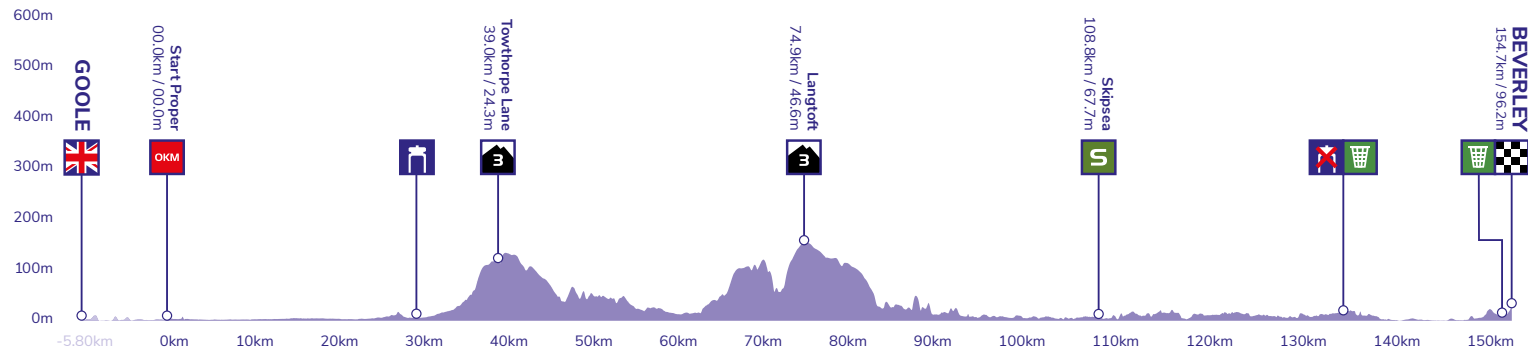 600m
500m
400m
300m
200m
100m
0m
GOOLE
Start Proper
00.0km / 00.0m
0KM
Towthorpe Lane
39.0km / 24.3m
3
Langtoft
74.9km / 46.6m
3
Skipsea
108.8km / 67.7m
S
BEVERLEY
154.7km / 96.2m
-5.80km
0km
10km
20km
30km
40km
50km
60km
70km
80km
90km
100km
110km
120km
130km
140km
150km